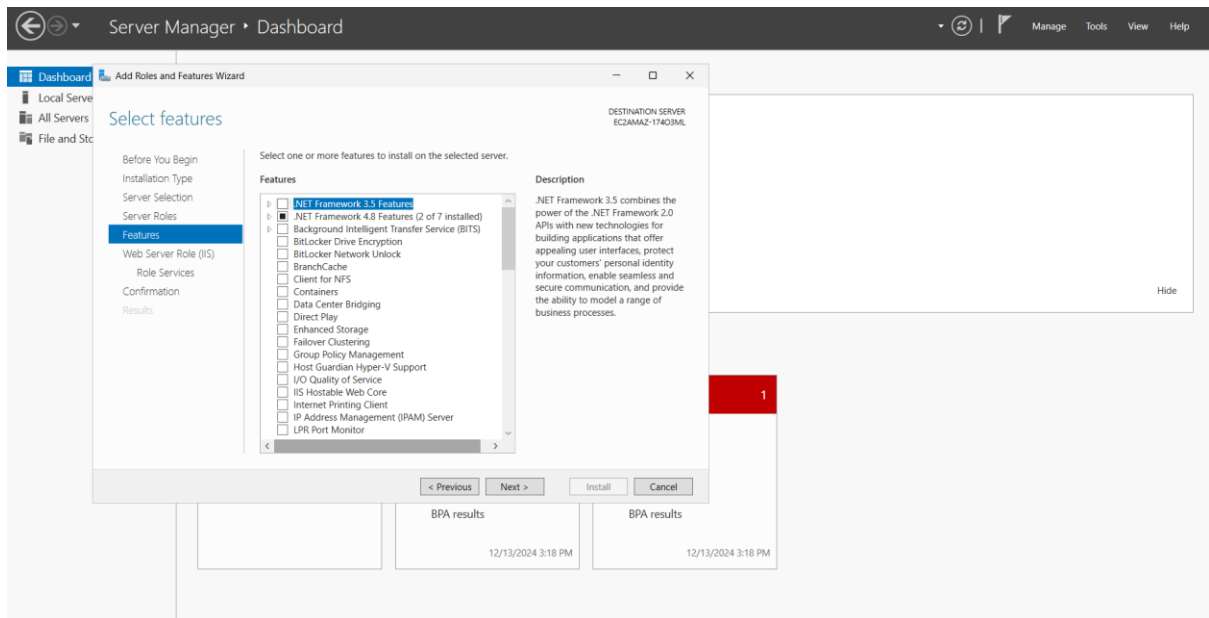 Server Manager ‣ Dashboard
Manage Tools View Help
Dashboard
Local Serve
All Servers
File and Sto
Add Roles and Features Wizard
Select features
DESTINATION SERVER
EC2AMAZ-174O3ML
Before You Begin
Installation Type
Server Selection
Server Roles
Features
Web Server Role (IIS)
Role Services
Confirmation
Results
Select one or more features to install on the selected server.
Features
.NET Framework 3.5 Features
.NET Framework 4.8 Features (2 of 7 installed)
Background Intelligent Transfer Service (BITS)
BitLocker Drive Encryption
BitLocker Network Unlock
BranchCache
Client for NFS
Containers
Data Center Bridging
Direct Play
Enhanced Storage
Failover Clustering
Group Policy Management
Host Guardian Hyper-V Support
I/O Quality of Service
IIS Hostable Web Core
Internet Printing Client
IP Address Management (IPAM) Server
LPR Port Monitor
Description
.NET Framework 3.5 combines the
power of the .NET Framework 2.0
APIs with new technologies for
building applications that offer
appealing user interfaces, protect
your customers' personal identity
information, enable seamless and
secure communication, and provide
the ability to model a range of
business processes.
Hide
1
< Previous Next > Install Cancel
BPA results
12/13/2024 3:18 PM
BPA results
12/13/2024 3:18 PM